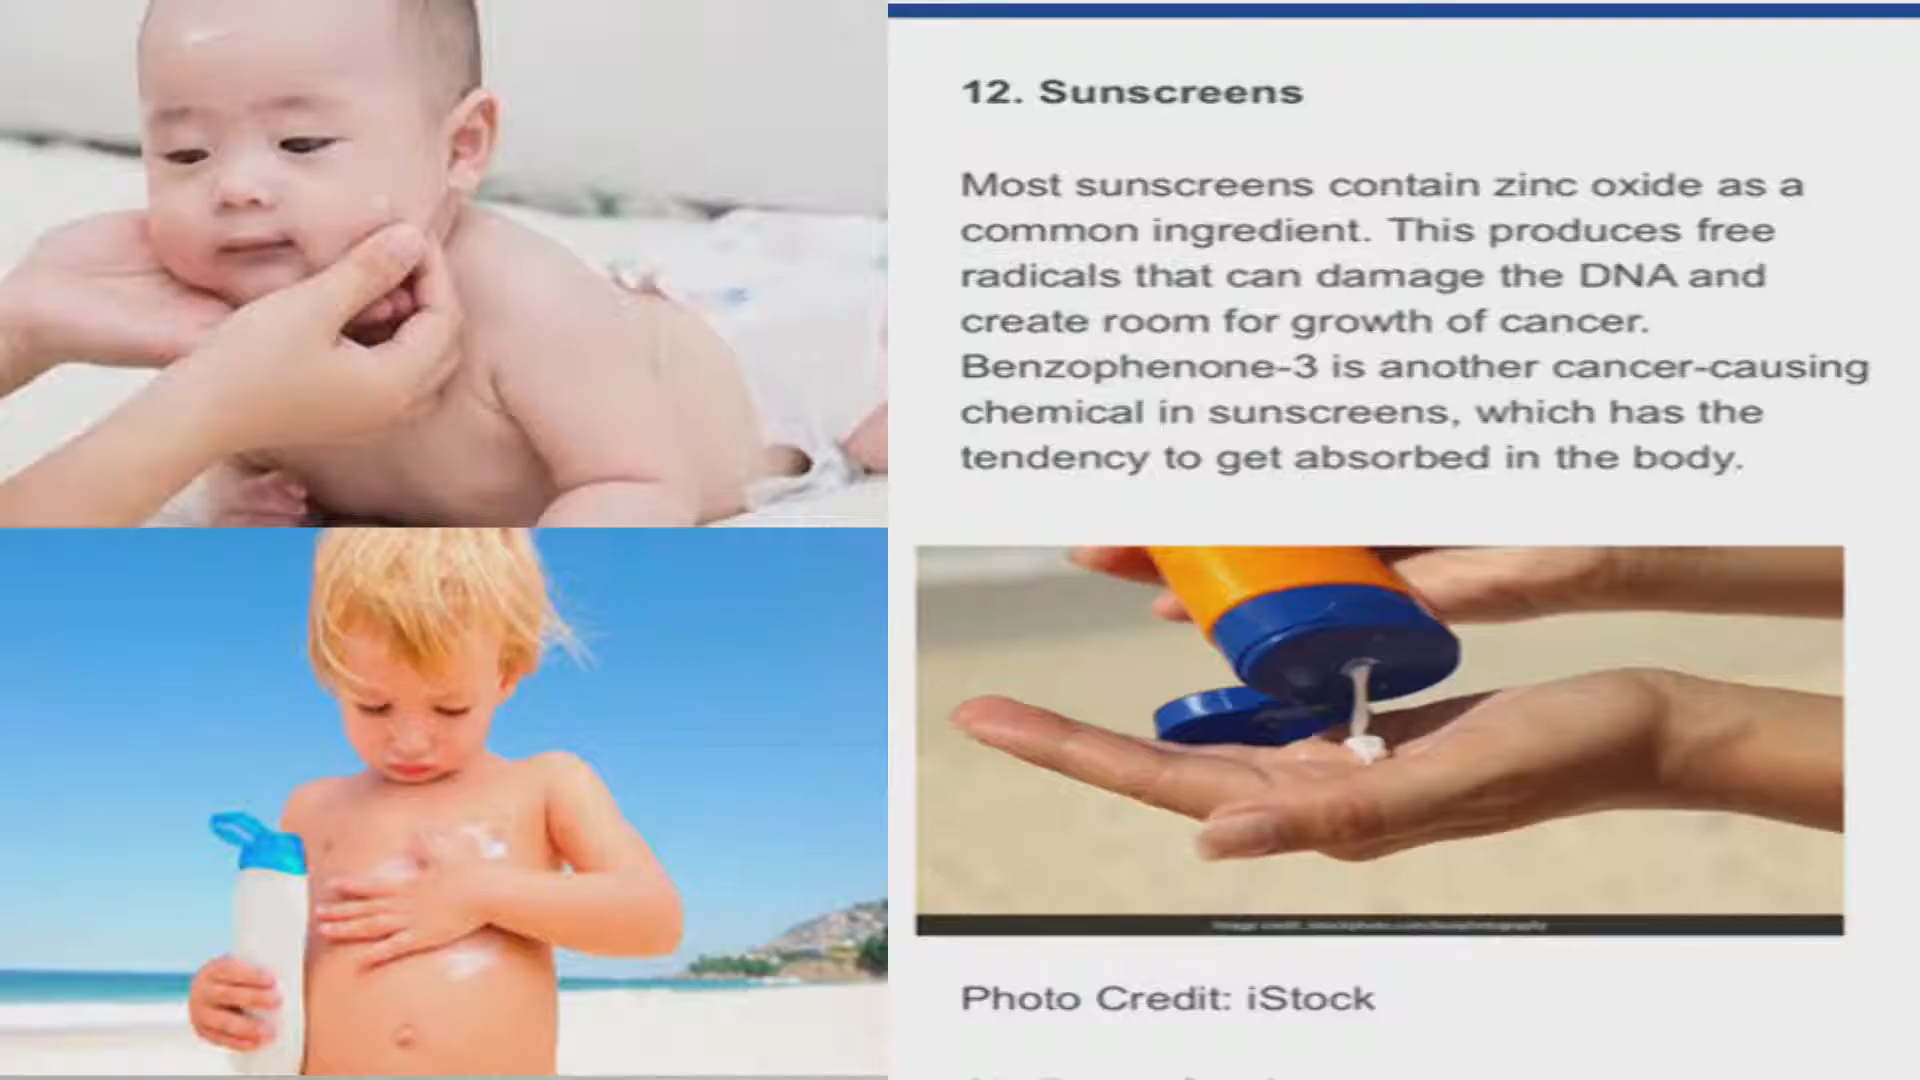 12. Sunscreens
Most sunscreens contain zinc oxide as a
common ingredient. This produces free
radicals that can damage the DNA and
create room for growth of cancer.
Benzophenone-3 is another cancer-causing
chemical in sunscreens, which has the
tendency to get absorbed in the body.
Photo Credit: iStock